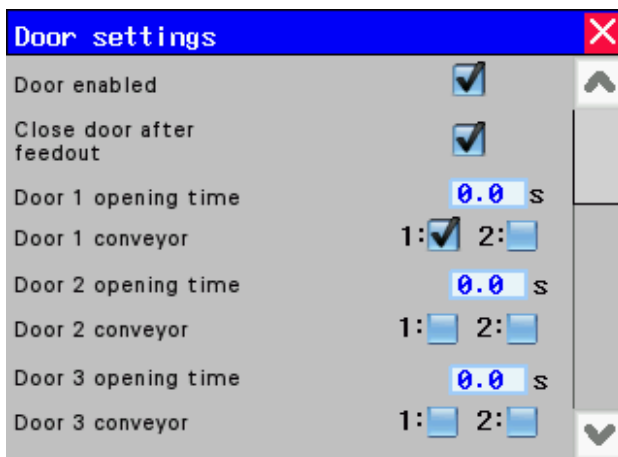 Door settings
Door enabled
Close door after
feedout
Door 1 opening time 0.0 s
Door 1 conveyor 1: 2:
Door 2 opening time 0.0 s
Door 2 conveyor 1: 2:
Door 3 opening time 0.0 s
Door 3 conveyor 1: 2: